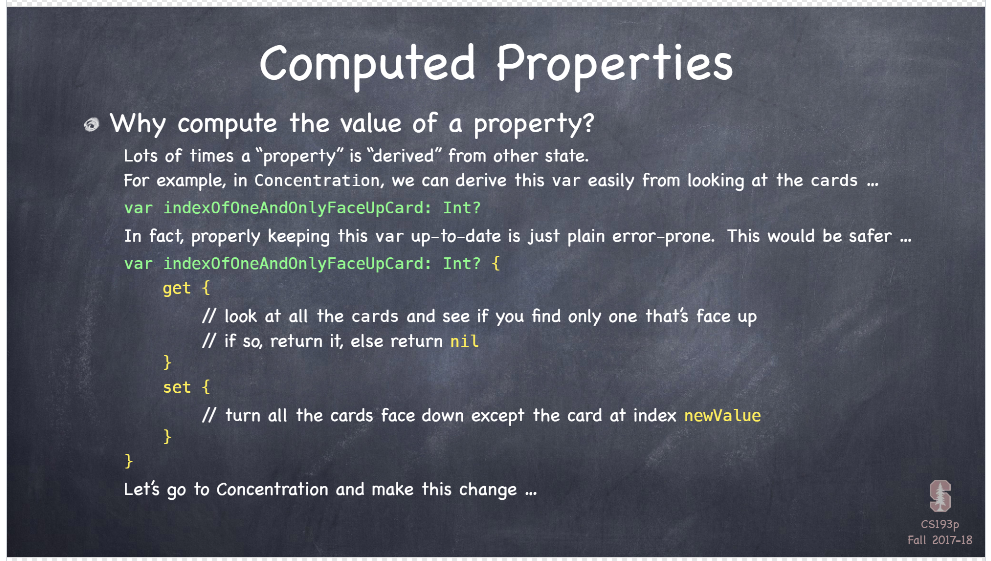 Computed Properties
Why compute the value of a property?
Lots of times a “property” is “derived” from other state.
For example, in Concentration, we can derive this var easily from looking at the cards …
var indexOfOneAndOnlyFaceUpCard: Int?
In fact, properly keeping this var up-to-date is just plain error-prone. This would be safer …
var indexOfOneAndOnlyFaceUpCard: Int? {
get {
// look at all the cards and see if you find only one that’s face up
// if so, return it, else return nil
}
set {
// turn all the cards face down except the card at index newValue
}
}
Let’s go to Concentration and make this change …
S
CS193p
Fall 2017-18